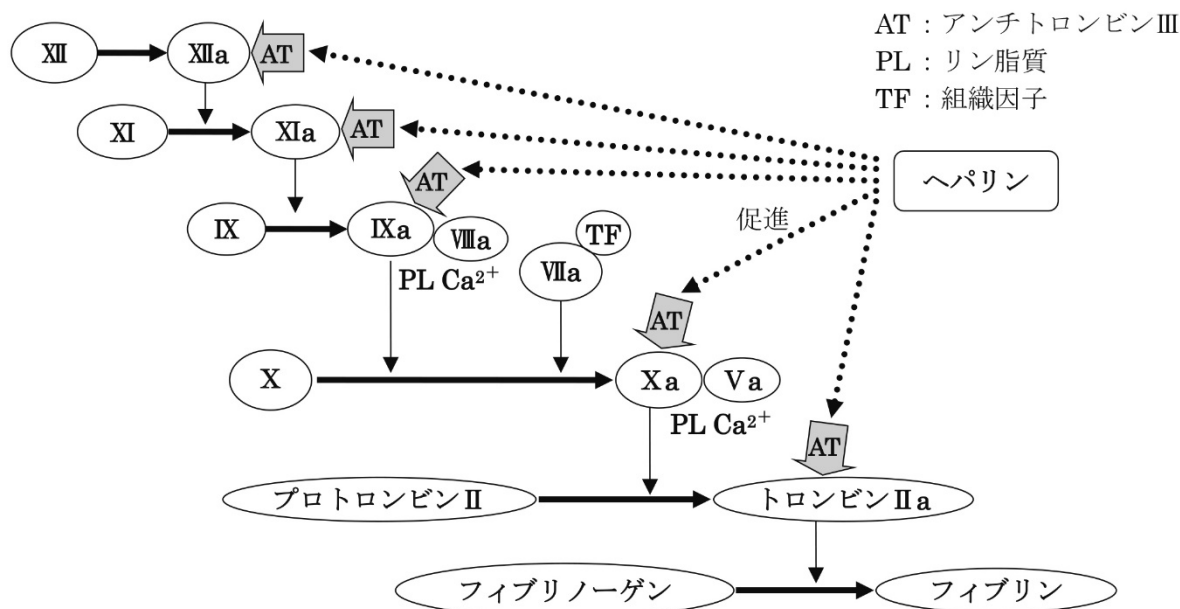 AT：アンチトロンビンⅢ
PL：リン脂質
TF：組織因子
Ⅻ
Ⅻa
AT
Ⅺ
Ⅺa
AT
ヘパリン
AT
促進
Ⅸ
Ⅸa
Ⅷa
TF
PL Ca²⁺
Ⅶa
AT
Ⅹ
Ⅹa
Ⅴa
PL Ca²⁺
AT
プロトロンビンⅡ
トロンビンⅡa
フィブリノーゲン
フィブリン